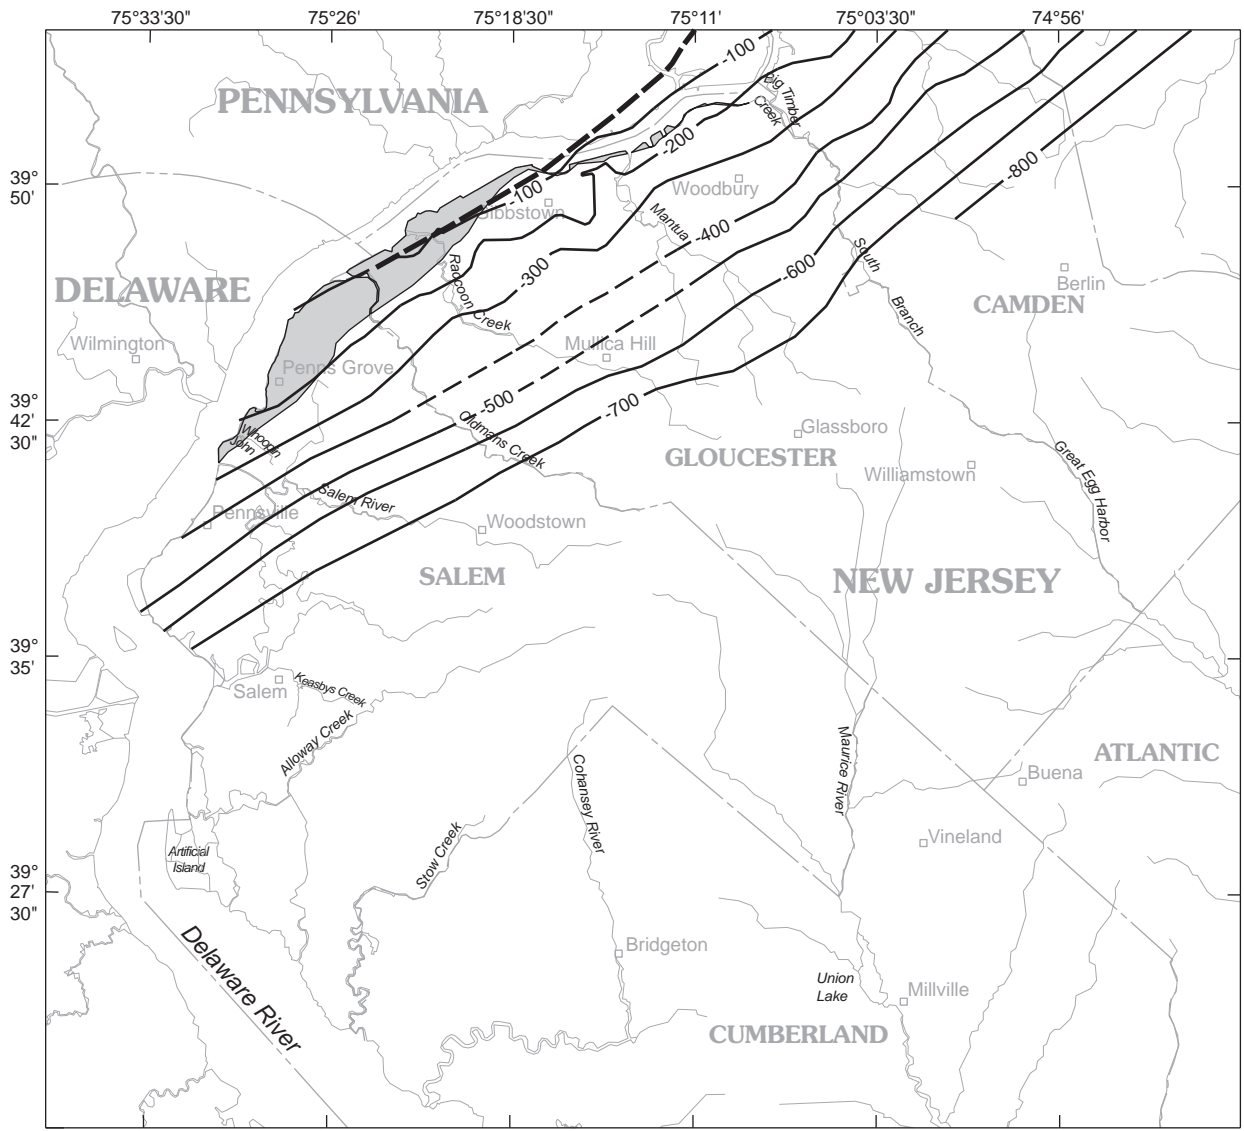 75°33'30"
75°26'
75°18'30"
75°11'
75°03'30"
74°56'
-100
Big Timber
Creek
PENNSYLVANIA
-200
-800
39°
50'
-100
Woodbury
Gibbstown
Mantua
-400
South
-600
Raccoon Creek
-300
DELAWARE
Berlin
CAMDEN
Branch
Wilmington
Mullica Hill
Penns Grove
39°
42'
30"
-500
-700
Oldmans Creek
Glassboro
Whoopin
John
GLOUCESTER
Williamstown
Great Egg Harbor
Salem River
Pennsville
Woodstown
SALEM
NEW JERSEY
39°
35'
Salem
Keasbys Creek
Alloway Creek
Maurice River
ATLANTIC
Cohansey River
Buena
Stow Creek
Vineland
Artificial
Island
39°
27'
30"
Delaware River
Bridgeton
Union
Lake
Millville
CUMBERLAND